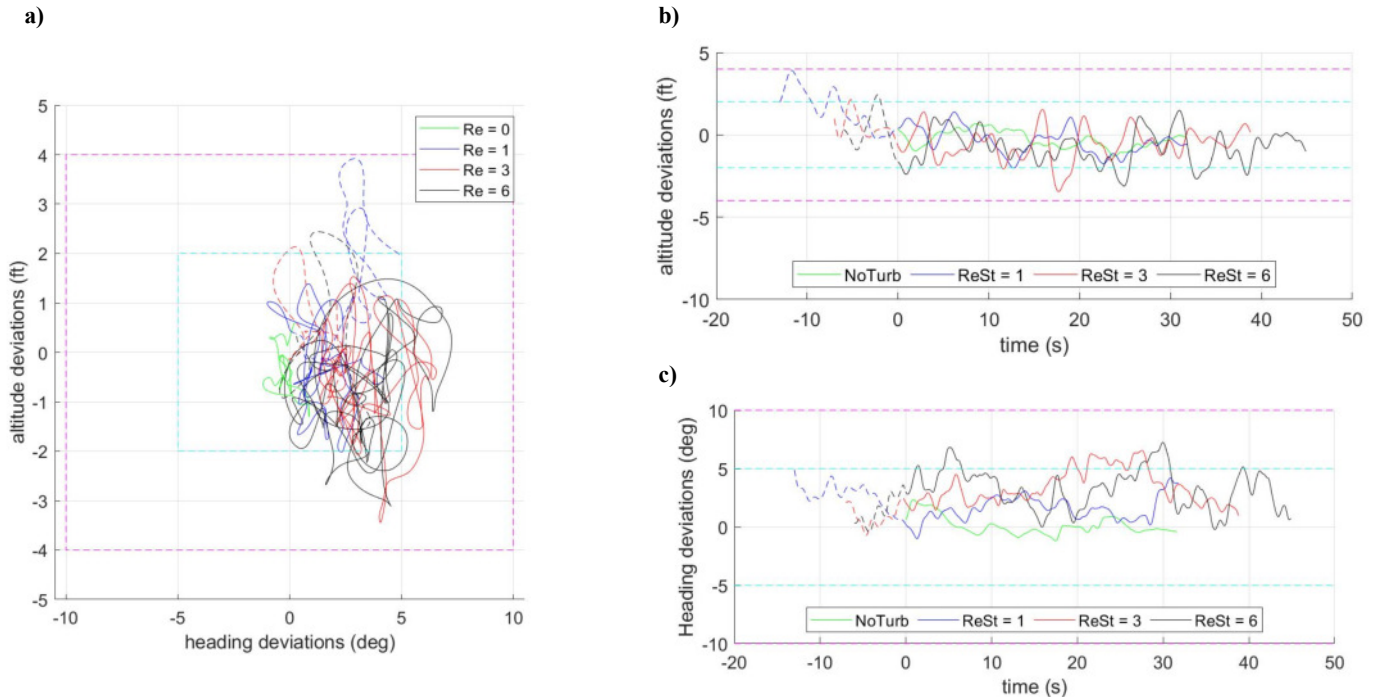 a)
5
4
3
2
1
0
-1
-2
-3
-4
-5
altitude deviations (ft)
-10
-5
0
5
10
heading deviations (deg)
Re = 0
Re = 1
Re = 3
Re = 6
b)
5
0
-5
-10
altitude deviations (ft)
NoTurb ReSt = 1 ReSt = 3 ReSt = 6
-20 -10 0 10 20 30 40 50
time (s)
c)
10
5
0
-5
-10
Heading deviations (deg)
NoTurb ReSt = 1 ReSt = 3 ReSt = 6
-20 -10 0 10 20 30 40 50
time (s)